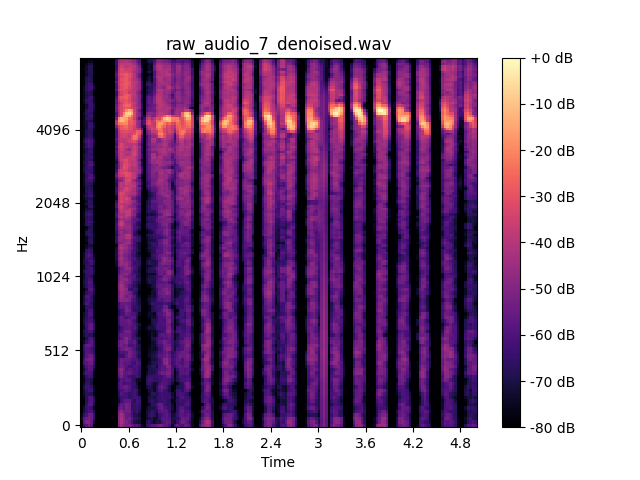 raw_audio_7_denoised.wav
+0 dB
-10 dB
-20 dB
-30 dB
-40 dB
-50 dB
-60 dB
-70 dB
-80 dB
4096
2048
1024
512
0
Hz
0 0.6 1.2 1.8 2.4 3 3.6 4.2 4.8
Time